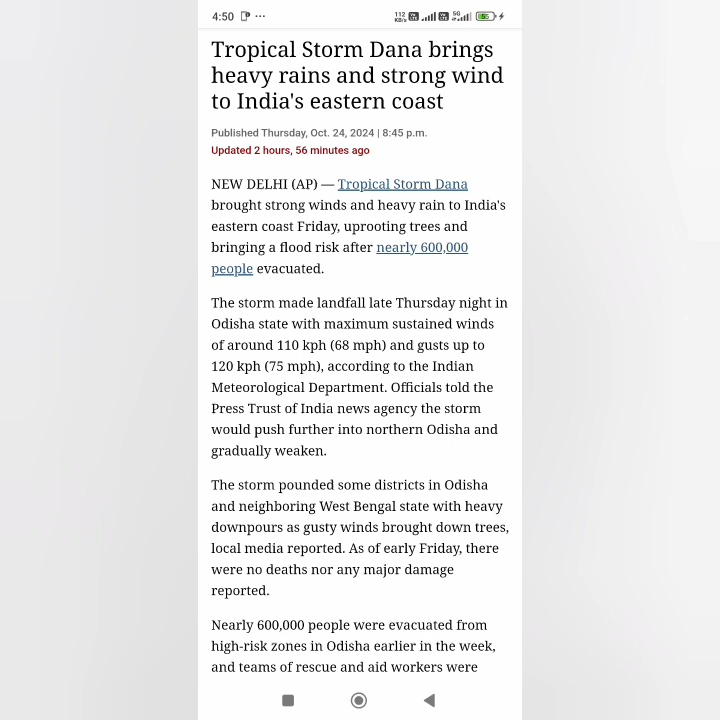 4:50
112
KB/s
5G
55
Tropical Storm Dana brings
heavy rains and strong wind
to India's eastern coast
Published Thursday, Oct. 24, 2024 | 8:45 p.m.
Updated 2 hours, 56 minutes ago
NEW DELHI (AP) — Tropical Storm Dana
brought strong winds and heavy rain to India's
eastern coast Friday, uprooting trees and
bringing a flood risk after nearly 600,000
people evacuated.
The storm made landfall late Thursday night in
Odisha state with maximum sustained winds
of around 110 kph (68 mph) and gusts up to
120 kph (75 mph), according to the Indian
Meteorological Department. Officials told the
Press Trust of India news agency the storm
would push further into northern Odisha and
gradually weaken.
The storm pounded some districts in Odisha
and neighboring West Bengal state with heavy
downpours as gusty winds brought down trees,
local media reported. As of early Friday, there
were no deaths nor any major damage
reported.
Nearly 600,000 people were evacuated from
high-risk zones in Odisha earlier in the week,
and teams of rescue and aid workers were